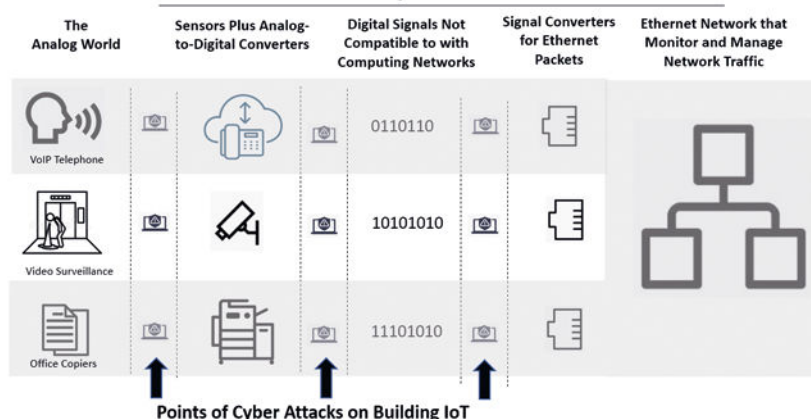 The
Analog World
Sensors Plus Analog-
to-Digital Converters
Digital Signals Not
Compatible to with
Computing Networks
Signal Converters
for Ethernet
Packets
Ethernet Network that
Monitor and Manage
Network Traffic
VoIP Telephone
0110110
Video Surveillance
10101010
Office Copiers
11101010
Points of Cyber Attacks on Building IoT